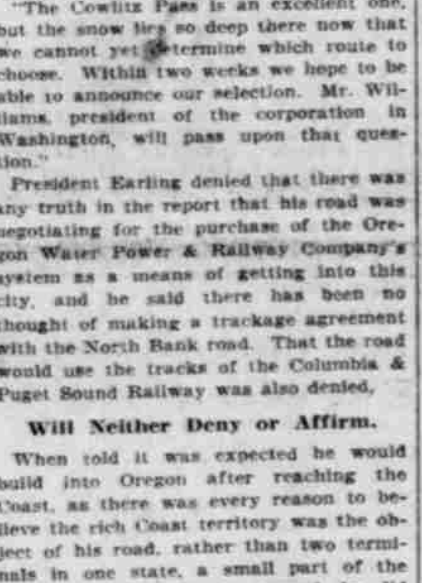 "The Cowlitz Pass is an excellent one,
but the snow lies so deep there now that
we cannot yet determine which route to
choose. Within two weeks we hope to be
able to announce our selection. Mr. Wil-
liams, president of the corporation in
Washington, will pass upon that ques-
tion."
President Earling denied that there was
any truth in the report that his road was
negotiating for the purchase of the Ore-
gon Water Power & Railway Company's
system as a means of getting into this
city, and he said there has been no
thought of making a trackage agreement
with the North Bank road. That the road
would use the tracks of the Columbia &
Puget Sound Railway was also denied.
Will Neither Deny or Affirm.
When told it was expected he would
build into Oregon after reaching the
Coast, as there was every reason to be-
lieve the rich Coast territory was the ob-
ject of his road, rather than two termi-
nals in one state, a small part of the